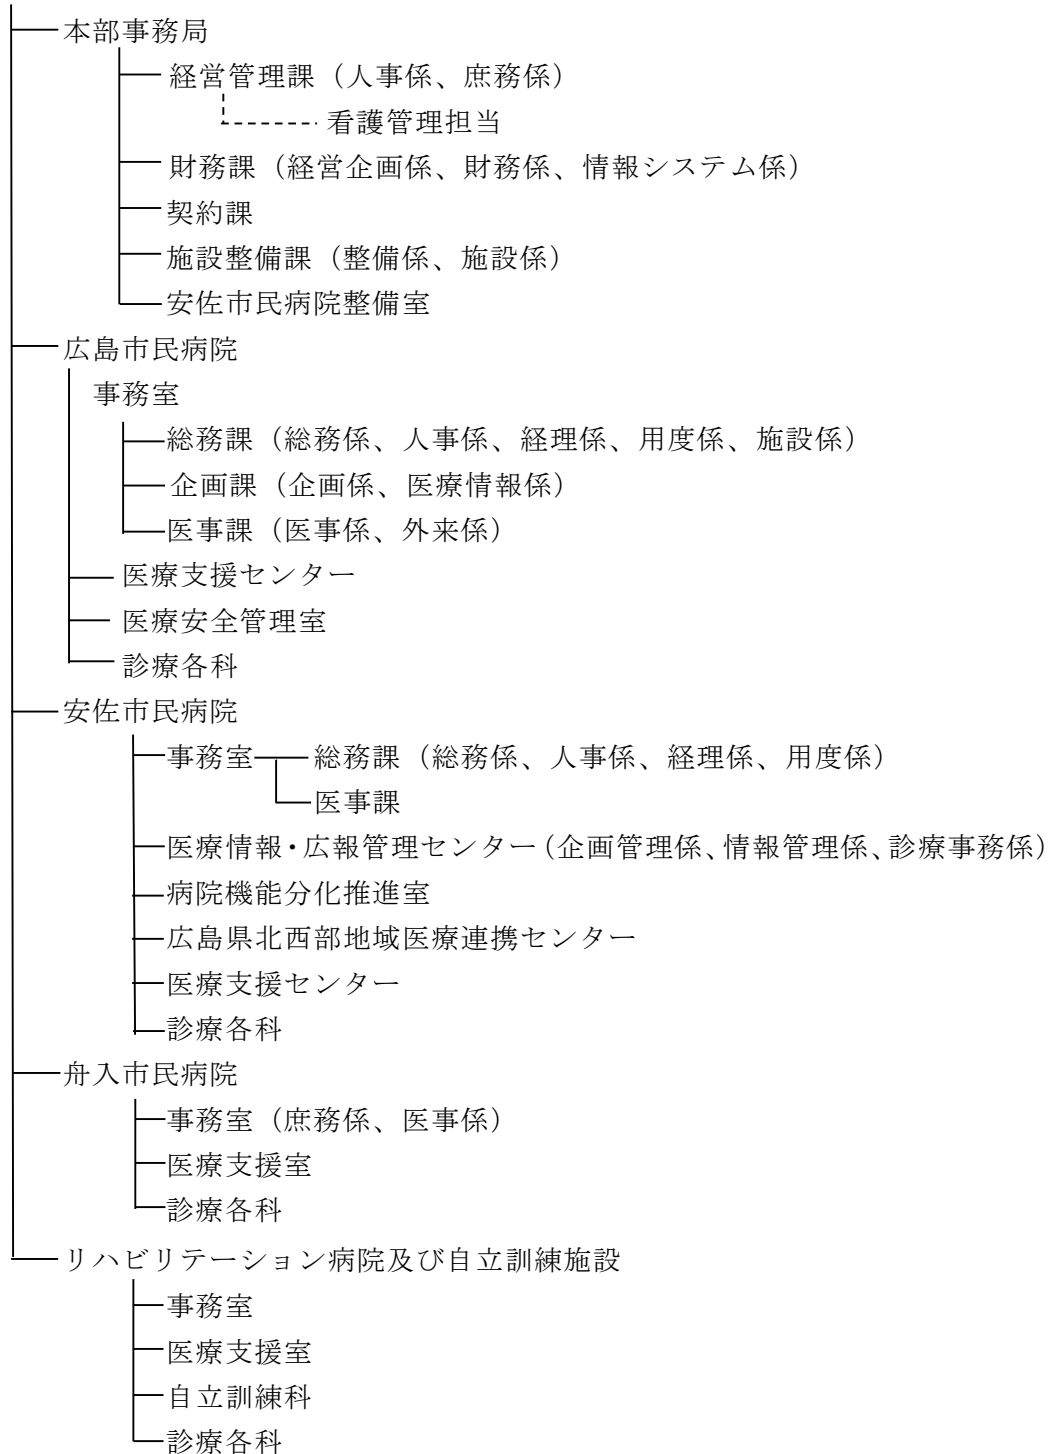 本部事務局
経営管理課（人事係、庶務係）
看護管理担当
財務課（経営企画係、財務係、情報システム係）
契約課
施設整備課（整備係、施設係）
安佐市民病院整備室
広島市民病院
事務室
総務課（総務係、人事係、経理係、用度係、施設係）
企画課（企画係、医療情報係）
医事課（医事係、外来係）
医療支援センター
医療安全管理室
診療各科
安佐市民病院
事務室 総務課（総務係、人事係、経理係、用度係）
医事課
医療情報・広報管理センター（企画管理係、情報管理係、診療事務係）
病院機能分化推進室
広島県北西部地域医療連携センター
医療支援センター
診療各科
舟入市民病院
事務室（庶務係、医事係）
医療支援室
診療各科
リハビリテーション病院及び自立訓練施設
事務室
医療支援室
自立訓練科
診療各科